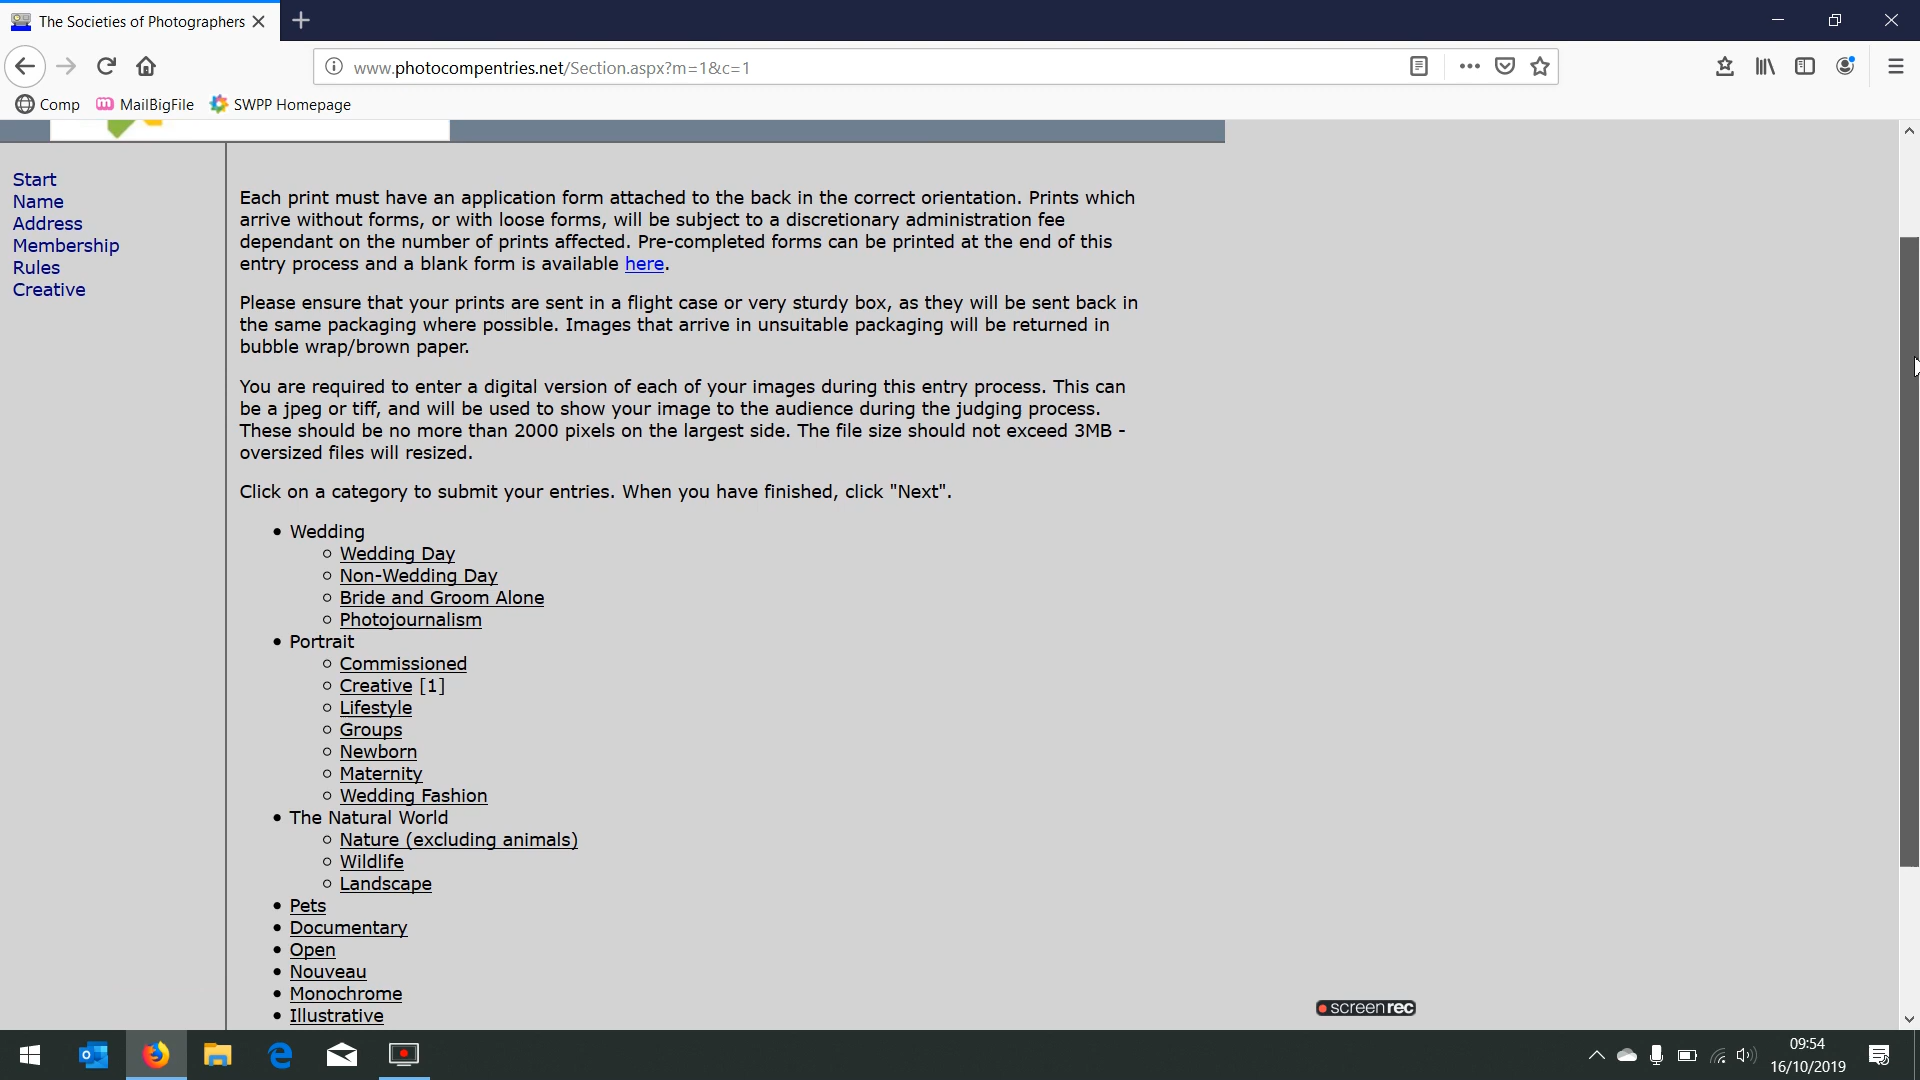 The Societies of Photographers
www.photocompentries.net/Section.aspx?m=1&c=1
Comp MailBigFile SWPP Homepage
Start
Name
Address
Membership
Rules
Creative
Each print must have an application form attached to the back in the correct orientation. Prints which
arrive without forms, or with loose forms, will be subject to a discretionary administration fee
dependant on the number of prints affected. Pre-completed forms can be printed at the end of this
entry process and a blank form is available here.
Please ensure that your prints are sent in a flight case or very sturdy box, as they will be sent back in
the same packaging where possible. Images that arrive in unsuitable packaging will be returned in
bubble wrap/brown paper.
You are required to enter a digital version of each of your images during this entry process. This can
be a jpeg or tiff, and will be used to show your image to the audience during the judging process.
These should be no more than 2000 pixels on the largest side. The file size should not exceed 3MB -
oversized files will resized.
Click on a category to submit your entries. When you have finished, click "Next".
Wedding
Wedding Day
Non-Wedding Day
Bride and Groom Alone
Photojournalism
Portrait
Commissioned
Creative [1]
Lifestyle
Groups
Newborn
Maternity
Wedding Fashion
The Natural World
Nature (excluding animals)
Wildlife
Landscape
Pets
Documentary
Open
Nouveau
Monochrome
Illustrative
screenrec
09:54
16/10/2019